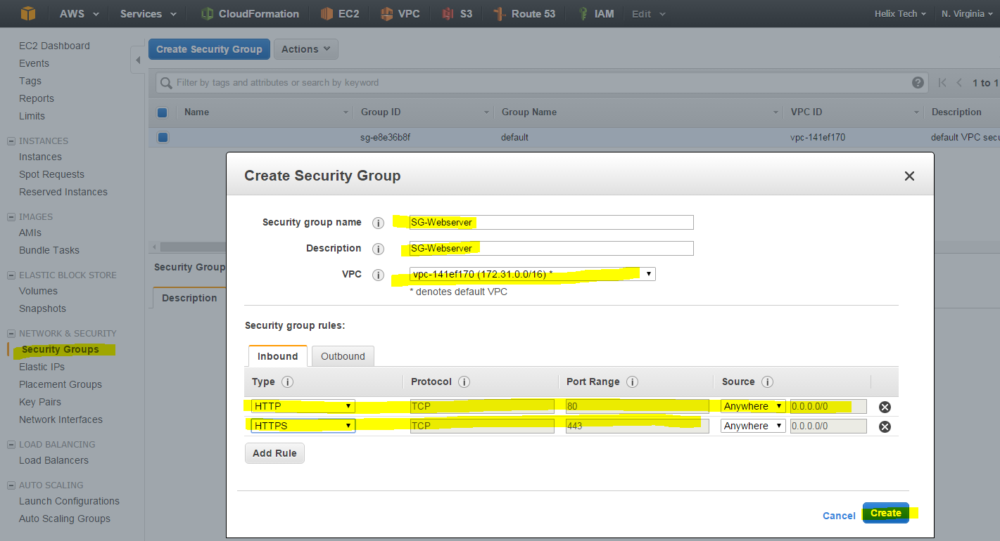 AWS Services CloudFormation EC2 VPC S3 Route 53 IAM Edit Helix Tech N. Virginia
EC2 Dashboard
Events
Tags
Reports
Limits
INSTANCES
Instances
Spot Requests
Reserved Instances
IMAGES
AMIs
Bundle Tasks
ELASTIC BLOCK STORE
Volumes
Snapshots
NETWORK & SECURITY
Security Groups
Elastic IPs
Placement Groups
Key Pairs
Network Interfaces
LOAD BALANCING
Load Balancers
AUTO SCALING
Launch Configurations
Auto Scaling Groups
Create Security Group Actions
Filter by tags and attributes or search by keyword 1 to 1
Name Group ID Group Name VPC ID Description
sg-e8e36b8f default vpc-141ef170 default VPC secu
Security Group
Description
Create Security Group
Security group name SG-Webserver
Description SG-Webserver
VPC vpc-141ef170 (172.31.0.0/16) *
* denotes default VPC
Security group rules:
Inbound Outbound
Type Protocol Port Range Source
HTTP TCP 80 Anywhere 0.0.0.0/0
HTTPS TCP 443 Anywhere 0.0.0.0/0
Add Rule
Cancel Create